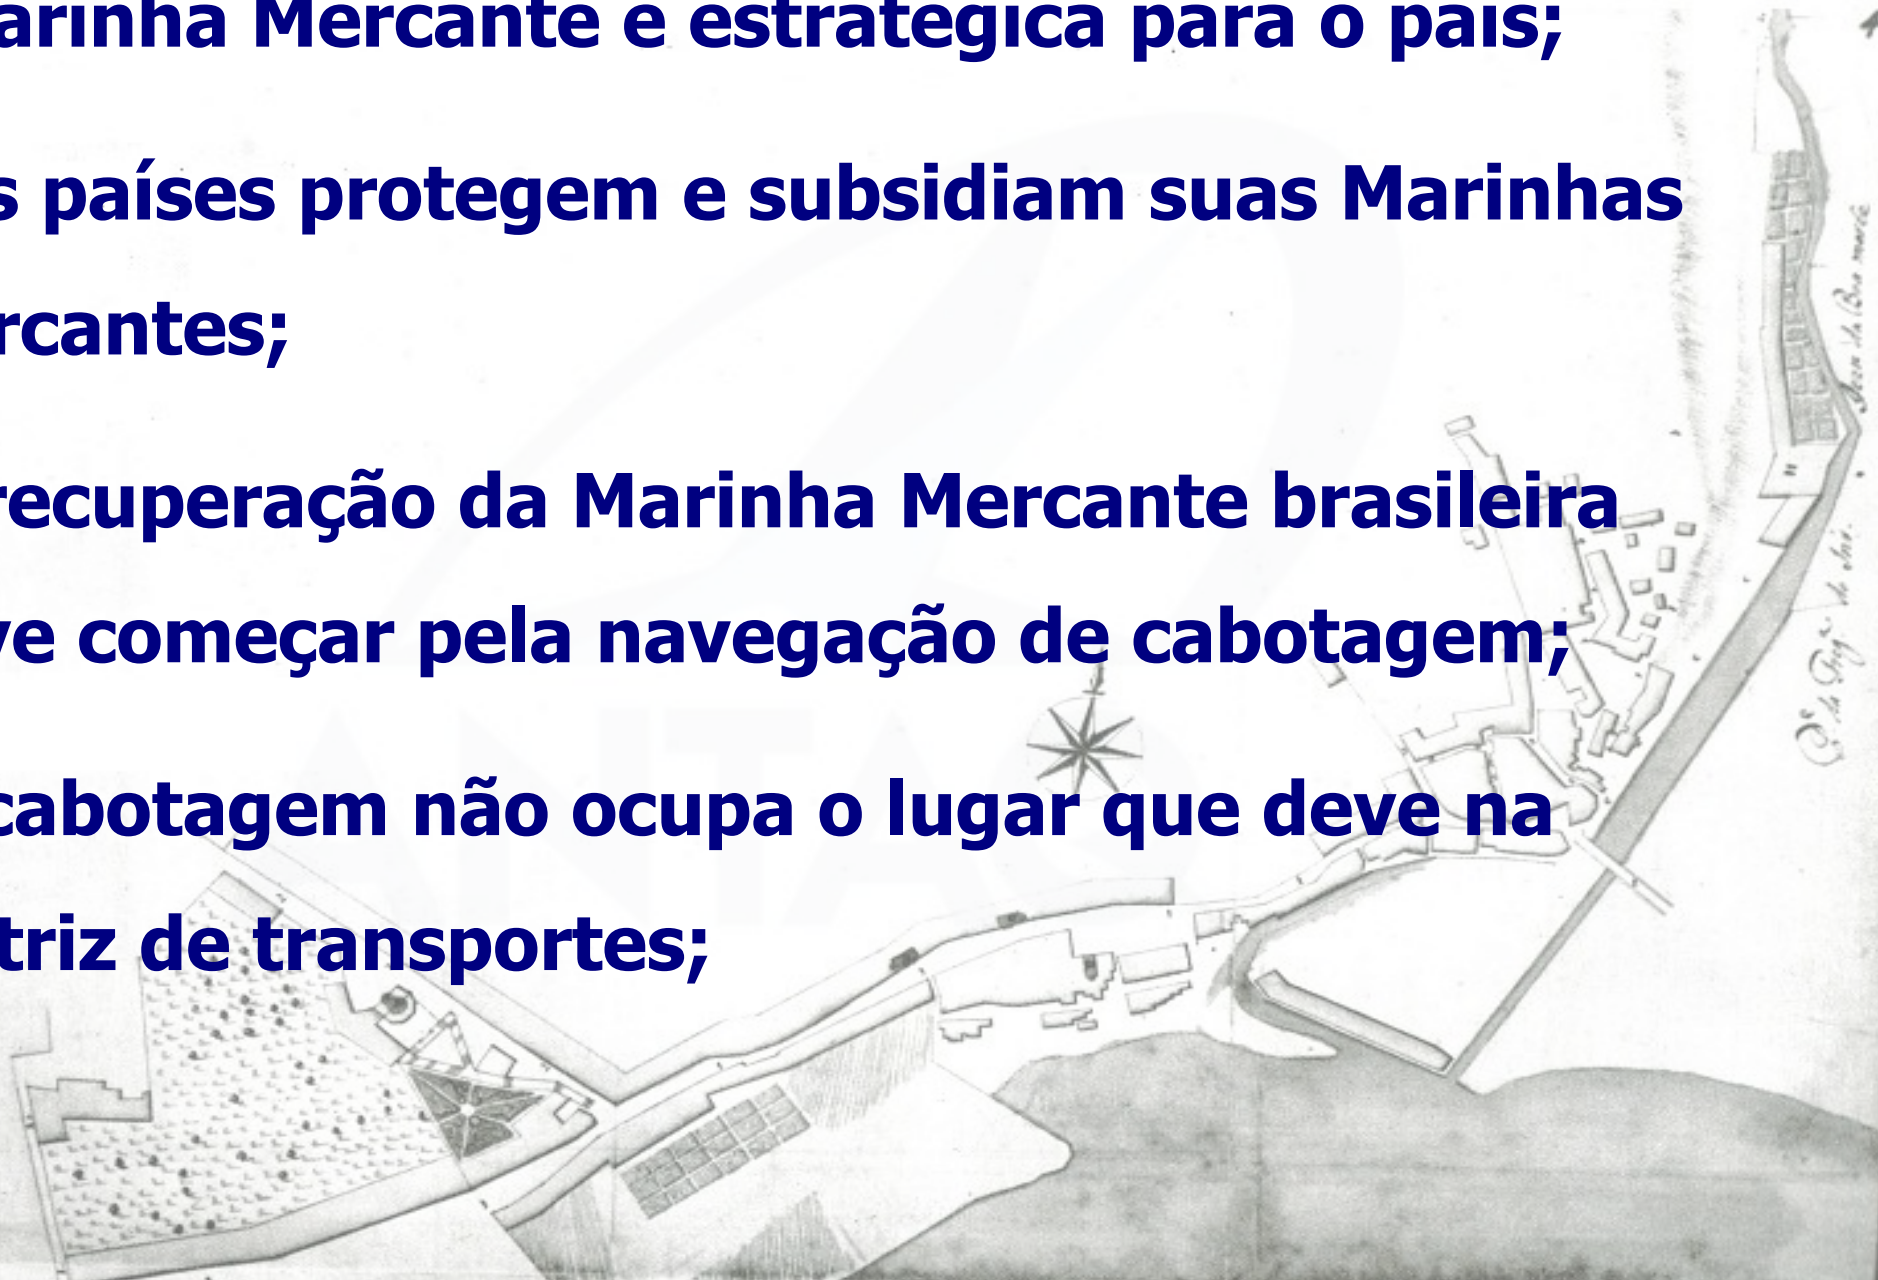 arinha Mercante é estratégica para o país;
s países protegem e subsidiam suas Marinhas
rcantes;
recuperação da Marinha Mercante brasileira
ve começar pela navegação de cabotagem;
cabotagem não ocupa o lugar que deve na
triz de transportes;
ANTAQ